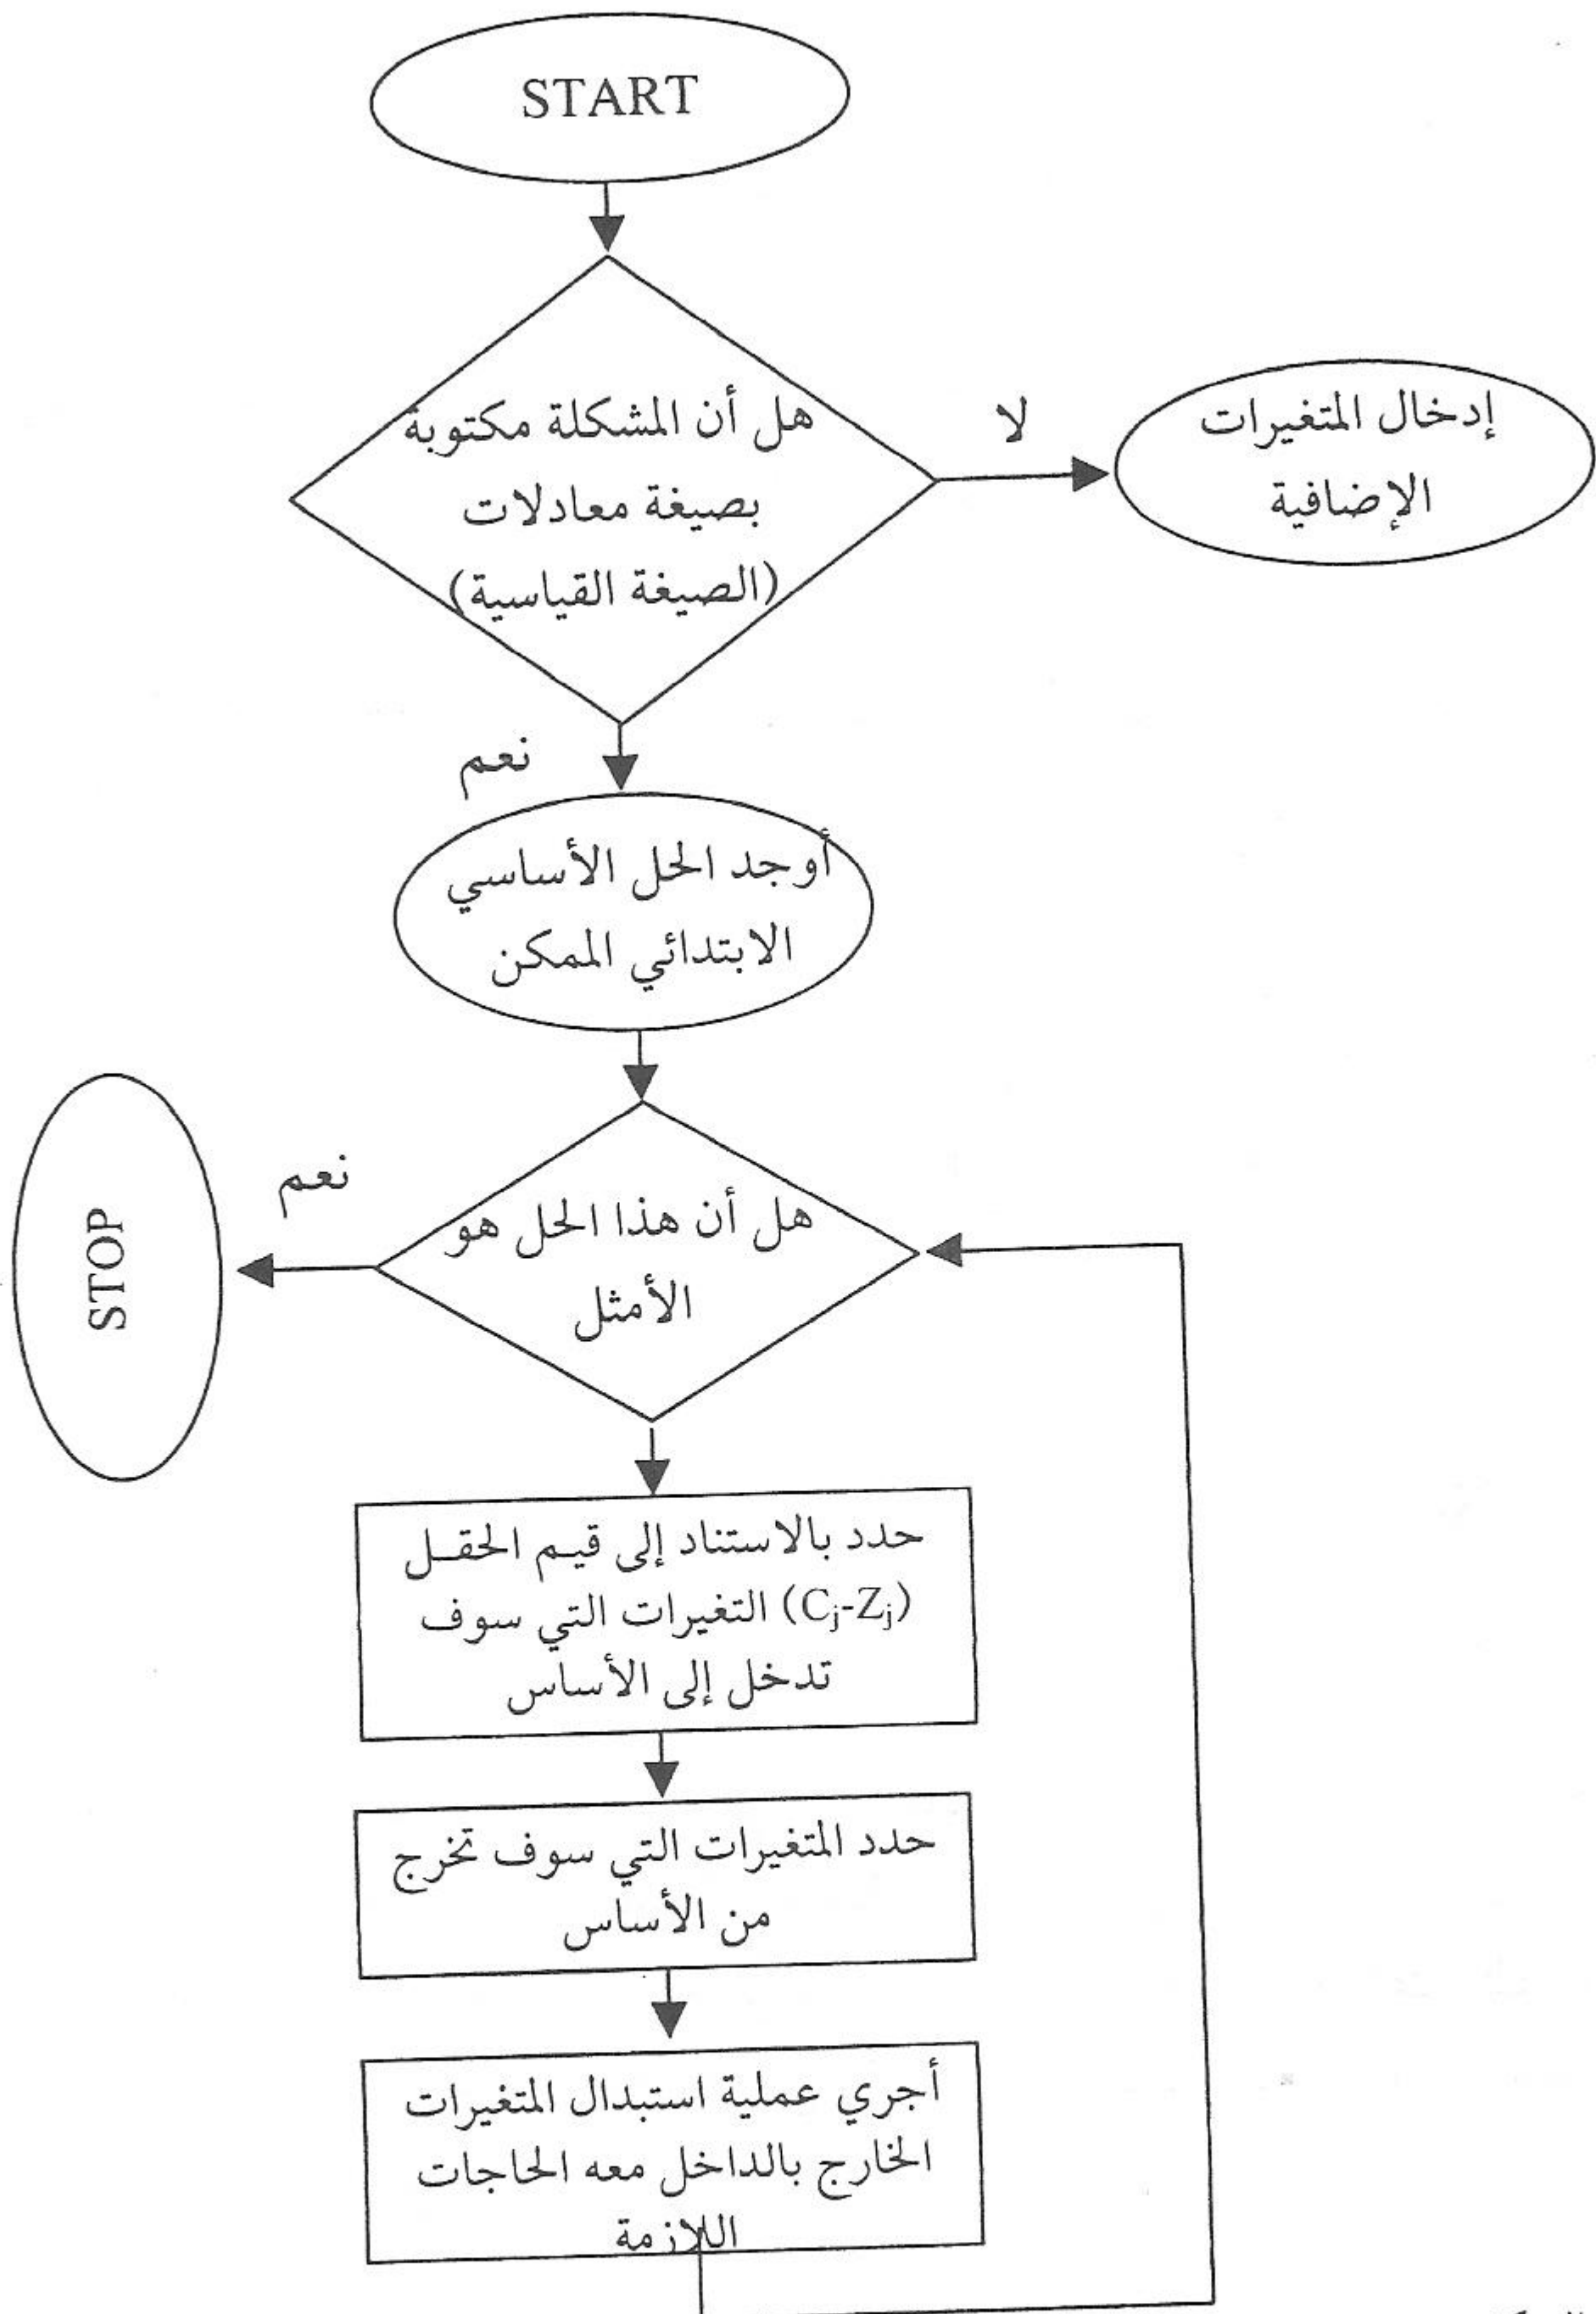 START
هل أن المشكلة مكتوبة
بصيغة معادلات
(الصيغة القياسية)
لا
إدخال المتغيرات
الإضافية
نعم
أوجد الحل الأساسي
الابتدائي الممكن
نعم
STOP
هل أن هذا الحل هو
الأمثل
حدد بالاستناد إلى قيم الحقل
(Cj-Zj) التغيرات التي سوف
تدخل إلى الأساس
حدد المتغيرات التي سوف تخرج
من الأساس
أجري عملية استبدال المتغيرات
الخارج بالداخل معه الحاجات
اللازمة